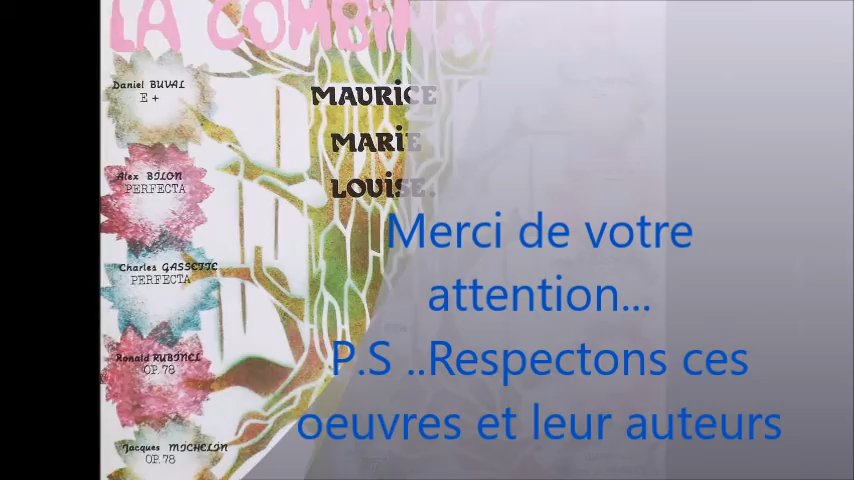 LA COMBINA
Daniel BUVAL
E +
Alex BILON
PERFECTA
Charles GASSETTE
PERFECTA
Ronald RUBINEL
OP. 78
Jacques MICHELIN
OP. 78
MAURICE
MARIE
LOUISE.
Merci de votre
attention...
P.S ..Respectons ces
oeuvres et leur auteurs